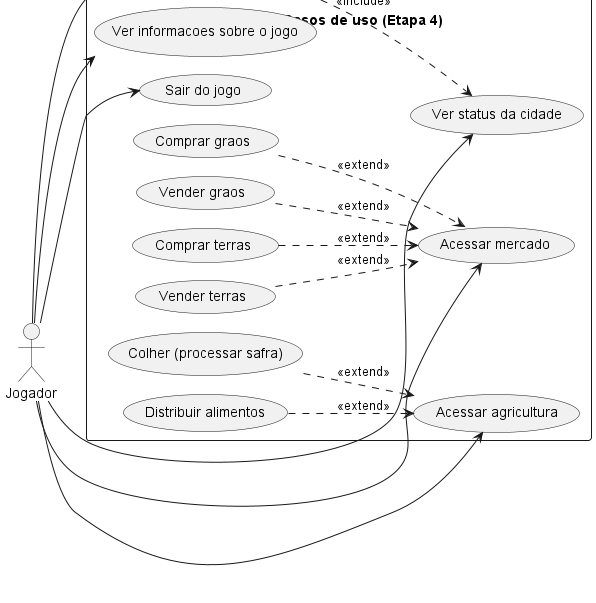 «include»
sos de uso (Etapa 4)
Ver informacoes sobre o jogo
Sair do jogo
Ver status da cidade
Comprar graos
«extend»
Vender graos
«extend»
Comprar terras
«extend»
Acessar mercado
«extend»
Vender terras
Colher (processar safra)
«extend»
Jogador
Distribuir alimentos
«extend»
Acessar agricultura